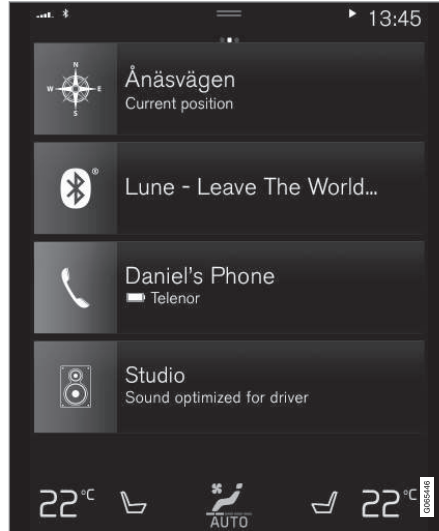 13:45
N
W E
S
Ånäsvägen
Current position
®
Lune - Leave The World...
Daniel's Phone
Telenor
Studio
Sound optimized for driver
22°C AUTO 22°C
G065446